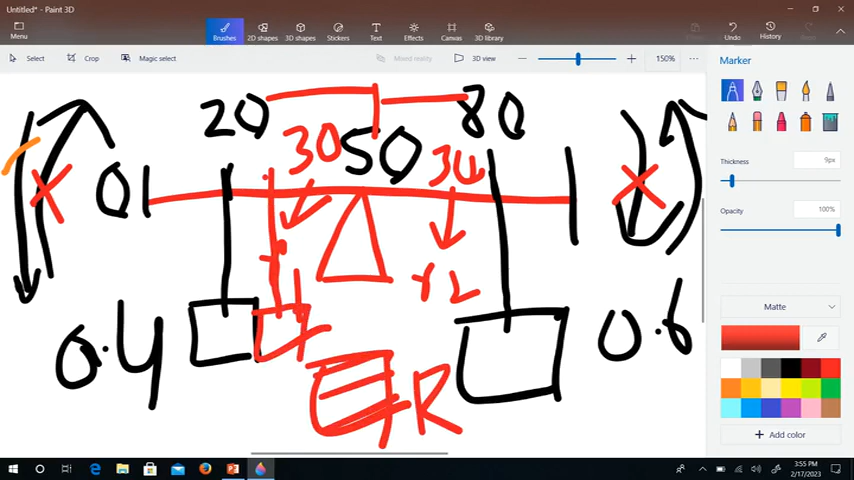 Untitled* - Paint 3D
Menu
Brushes
2D shapes
3D shapes
Stickers
Text
Effects
Canvas
3D library
Undo
History
Select
Crop
Magic select
Mixed reality
3D view
150%
Marker
Thickness
9px
Opacity
100%
Matte
Add color
20
80
30
50
30
0
r2
0.4
0.6
R
3:55 PM
2/17/2023